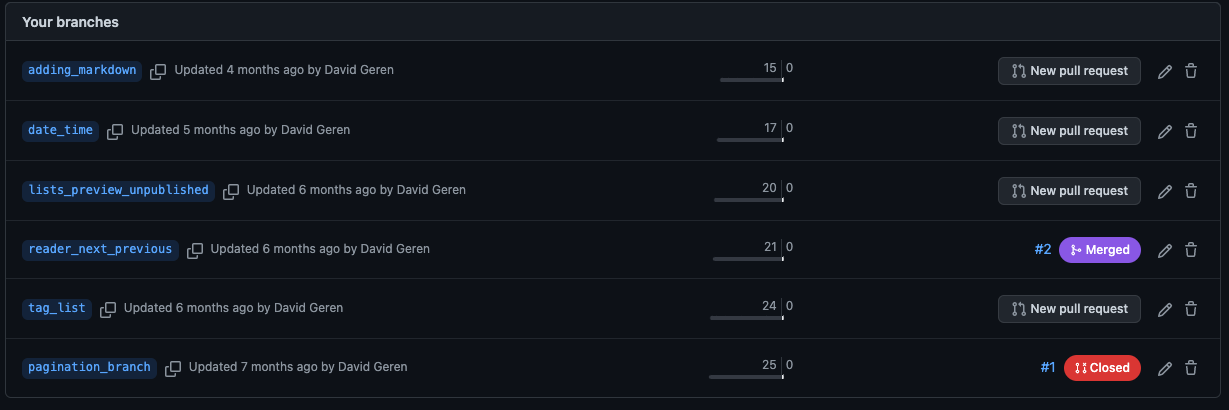 Your branches
adding_markdown Updated 4 months ago by David Geren 15 0 New pull request
date_time Updated 5 months ago by David Geren 17 0 New pull request
lists_preview_unpublished Updated 6 months ago by David Geren 20 0 New pull request
reader_next_previous Updated 6 months ago by David Geren 21 0 #2 Merged
tag_list Updated 6 months ago by David Geren 24 0 New pull request
pagination_branch Updated 7 months ago by David Geren 25 0 #1 Closed